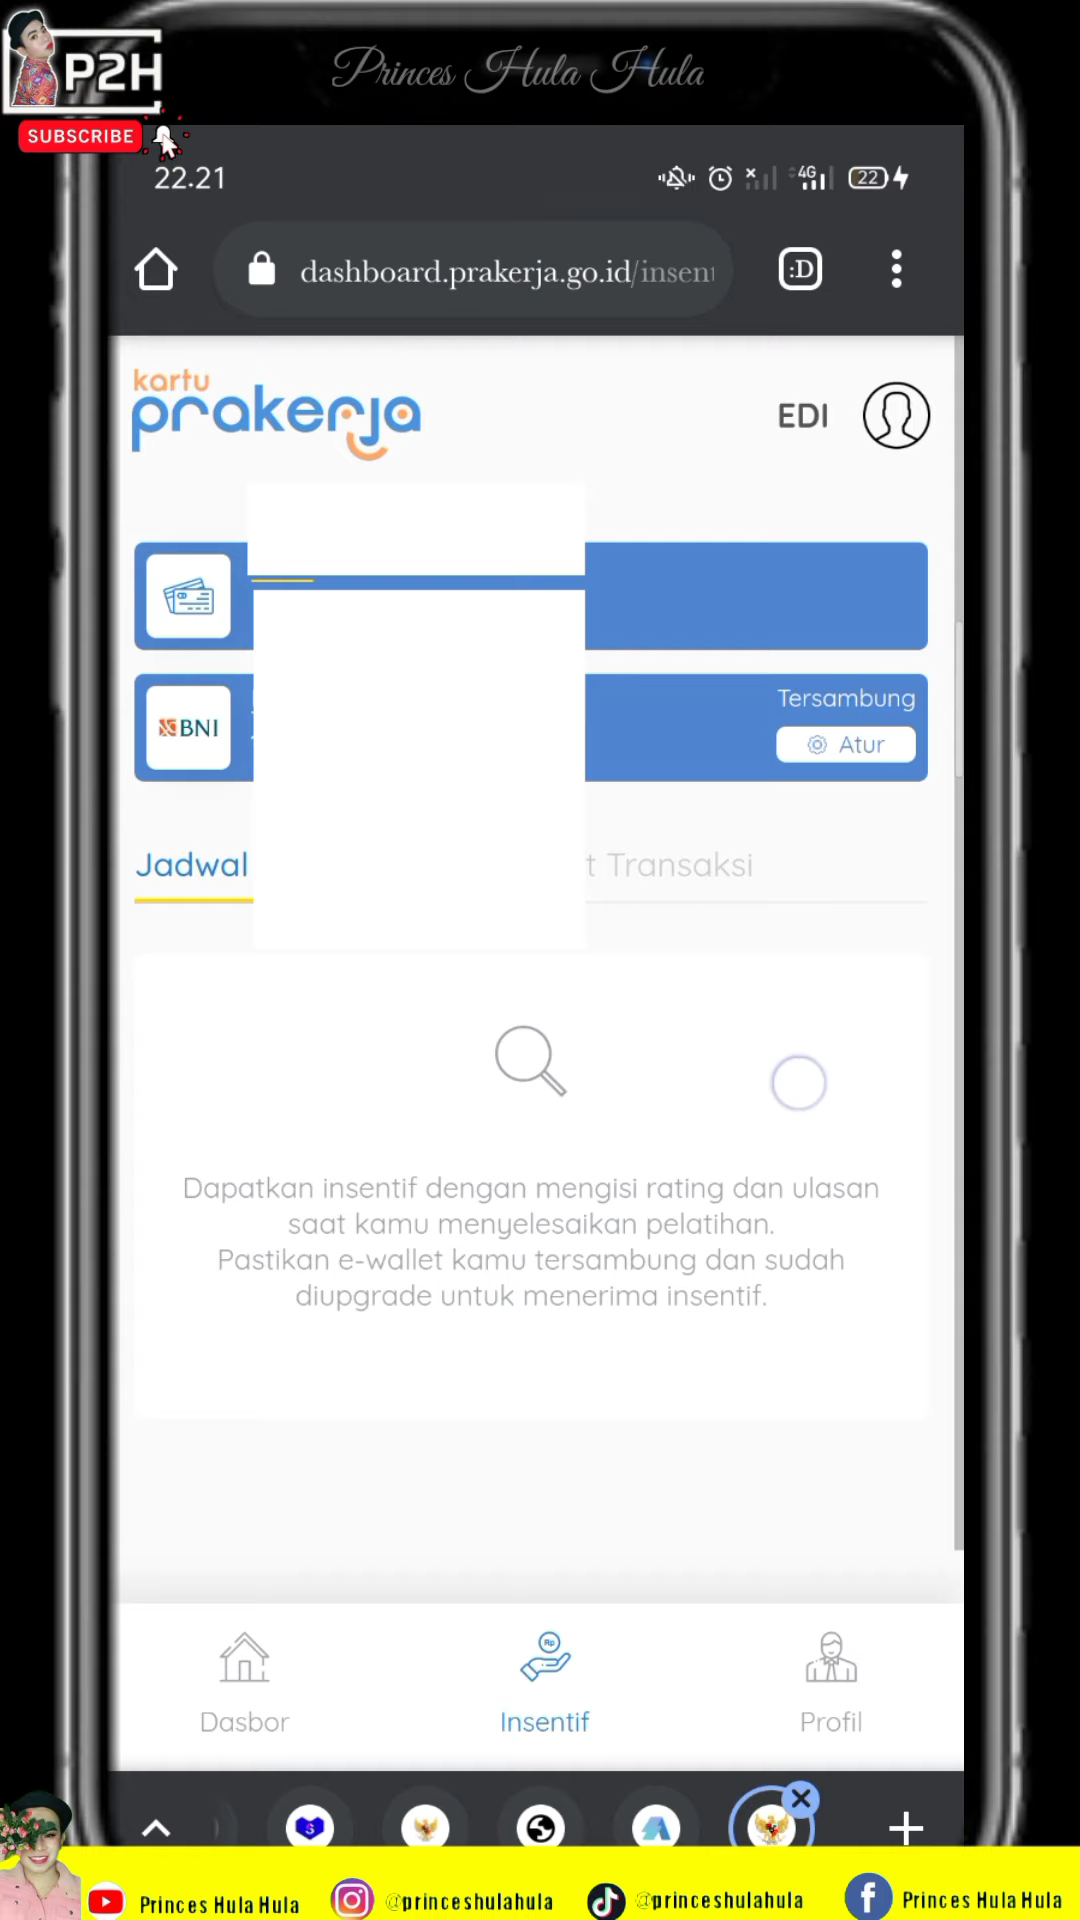 P2H
Princes Hula Hula
SUBSCRIBE
22.21
4G
22
dashboard.prakerja.go.id/insent
:D
kartu
prakerja
EDI
BNI
Tersambung
Atur
Jadwal
t Transaksi
Dapatkan insentif dengan mengisi rating dan ulasan
saat kamu menyelesaikan pelatihan.
Pastikan e-wallet kamu tersambung dan sudah
diupgrade untuk menerima insentif.
Rp
Dasbor
Insentif
Profil
Princes Hula Hula
@princeshulahula
@princeshulahula
Princes Hula Hula